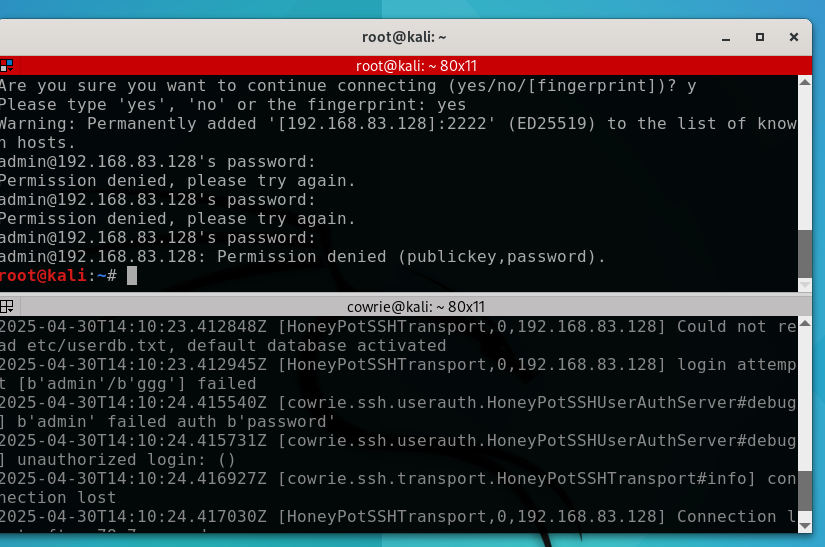 root@kali: ~
root@kali: ~ 80x11
Are you sure you want to continue connecting (yes/no/[fingerprint])? y
Please type 'yes', 'no' or the fingerprint: yes
Warning: Permanently added '[192.168.83.128]:2222' (ED25519) to the list of know
n hosts.
admin@192.168.83.128's password:
Permission denied, please try again.
admin@192.168.83.128's password:
Permission denied, please try again.
admin@192.168.83.128's password:
admin@192.168.83.128: Permission denied (publickey,password).
root@kali:~#
cowrie@kali: ~ 80x11
2025-04-30T14:10:23.412848Z [HoneyPotSSHTransport,0,192.168.83.128] Could not re
ad etc/userdb.txt, default database activated
2025-04-30T14:10:23.412945Z [HoneyPotSSHTransport,0,192.168.83.128] login attemp
t [b'admin'/b'ggg'] failed
2025-04-30T14:10:24.415540Z [cowrie.ssh.userauth.HoneyPotSSHUserAuthServer#debug
] b'admin' failed auth b'password'
2025-04-30T14:10:24.415731Z [cowrie.ssh.userauth.HoneyPotSSHUserAuthServer#debug
] unauthorized login: ()
2025-04-30T14:10:24.416927Z [cowrie.ssh.transport.HoneyPotSSHTransport#info] con
nection lost
2025-04-30T14:10:24.417030Z [HoneyPotSSHTransport,0,192.168.83.128] Connection l